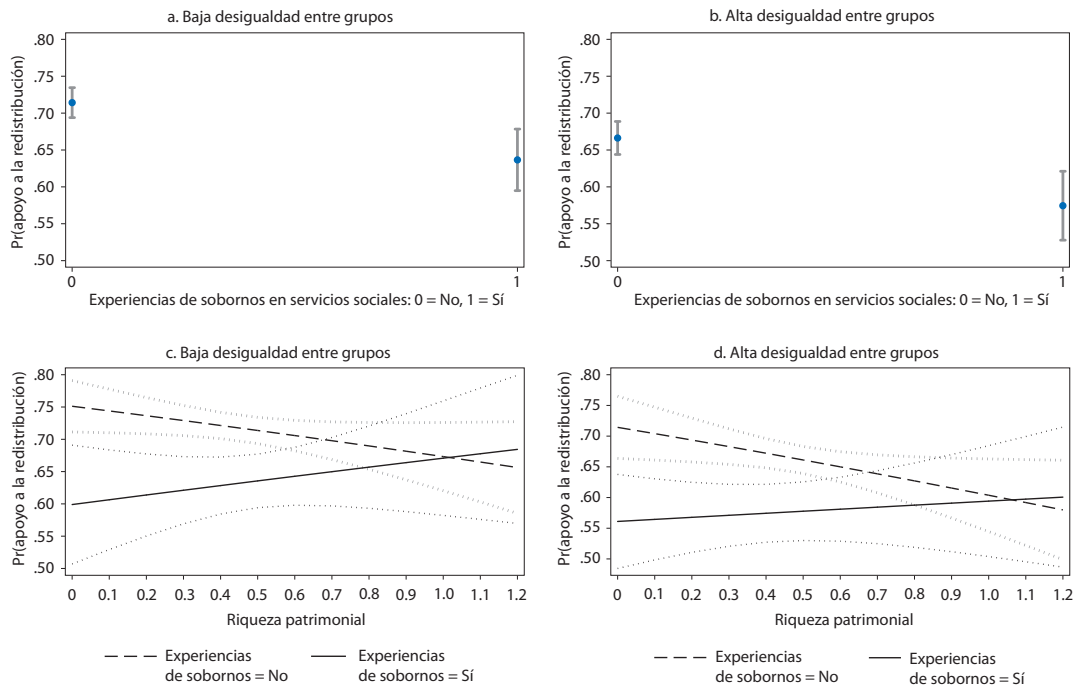 a. Baja desigualdad entre grupos
Pr(apoyo a la redistribución)
.80
.75
.70
.65
.60
.55
.50
0
1
Experiencias de sobornos en servicios sociales: 0 = No, 1 = Sí
b. Alta desigualdad entre grupos
Pr(apoyo a la redistribución)
.80
.75
.70
.65
.60
.55
.50
0
1
Experiencias de sobornos en servicios sociales: 0 = No, 1 = Sí
c. Baja desigualdad entre grupos
Pr(apoyo a la redistribución)
.80
.75
.70
.65
.60
.55
.50
0 0.1 0.2 0.3 0.4 0.5 0.6 0.7 0.8 0.9 1.0 1.1 1.2
Riqueza patrimonial
Experiencias
de sobornos = No
Experiencias
de sobornos = Sí
d. Alta desigualdad entre grupos
Pr(apoyo a la redistribución)
.80
.75
.70
.65
.60
.55
.50
0 0.1 0.2 0.3 0.4 0.5 0.6 0.7 0.8 0.9 1.0 1.1 1.2
Riqueza patrimonial
Experiencias
de sobornos = No
Experiencias
de sobornos = Sí